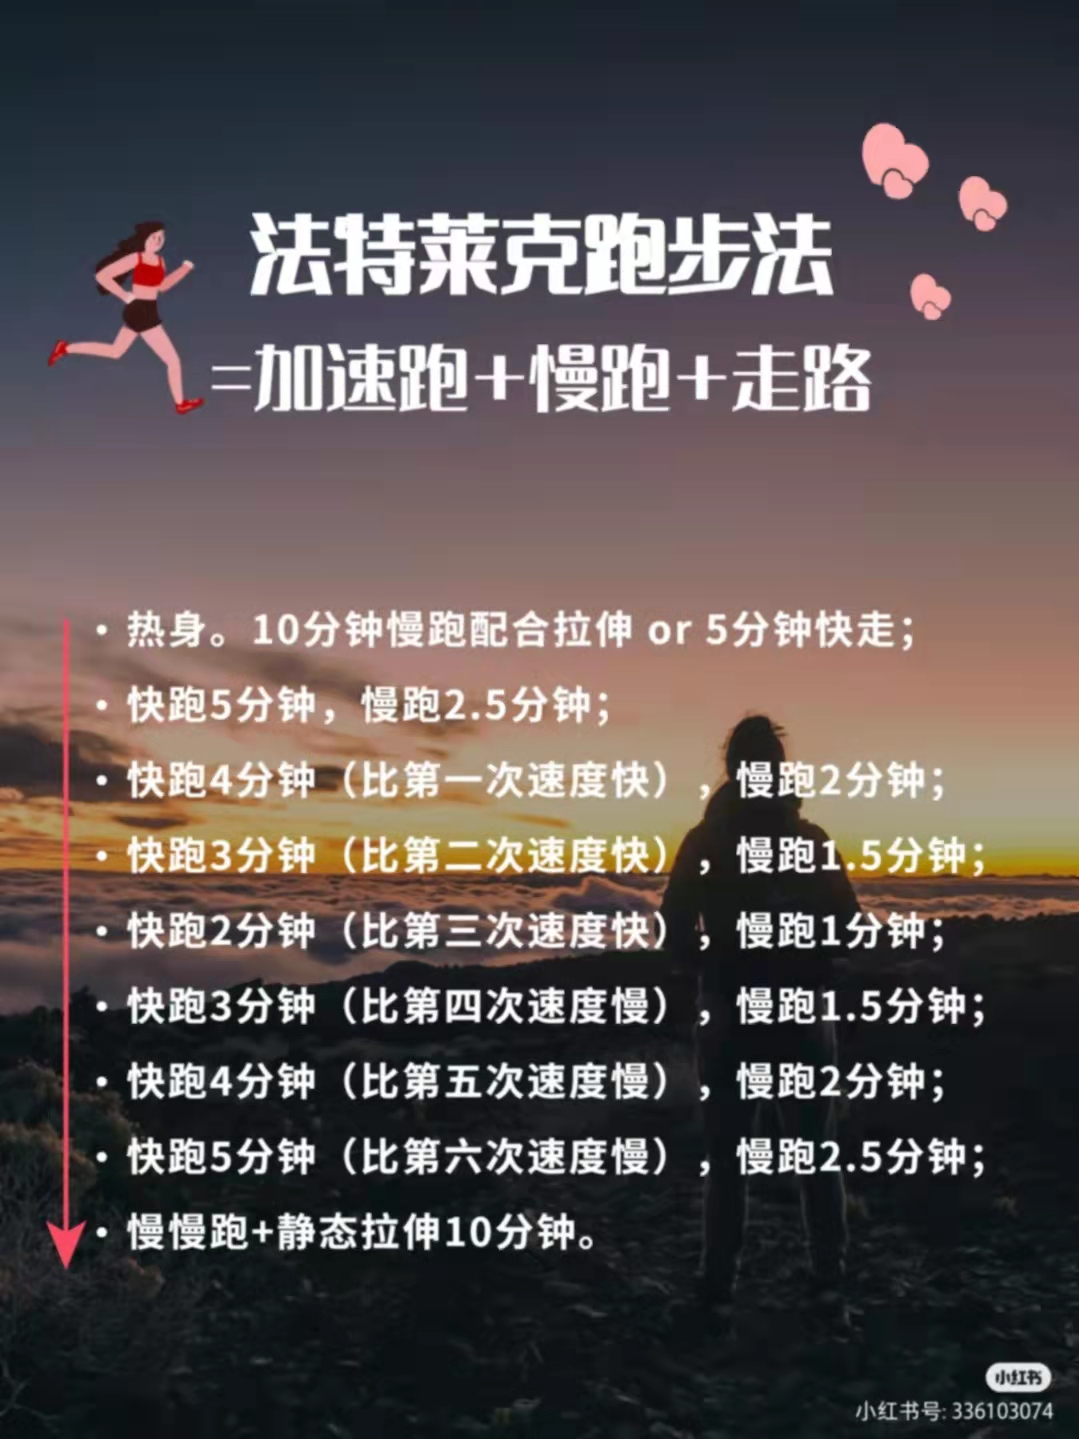 法特莱克跑步法
=加速跑+慢跑+走路
• 热身。10分钟慢跑配合拉伸 or 5分钟快走；
• 快跑5分钟，慢跑2.5分钟；
• 快跑4分钟（比第一次速度快），慢跑2分钟；
• 快跑3分钟（比第二次速度快），慢跑1.5分钟；
• 快跑2分钟（比第三次速度快），慢跑1分钟；
• 快跑3分钟（比第四次速度慢），慢跑1.5分钟；
• 快跑4分钟（比第五次速度慢），慢跑2分钟；
• 快跑5分钟（比第六次速度慢），慢跑2.5分钟；
• 慢慢跑+静态拉伸10分钟。
小红书
小红书号: 336103074